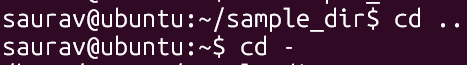 saurav@ubuntu:~/sample_dir$ cd ..
saurav@ubuntu:~$ cd -